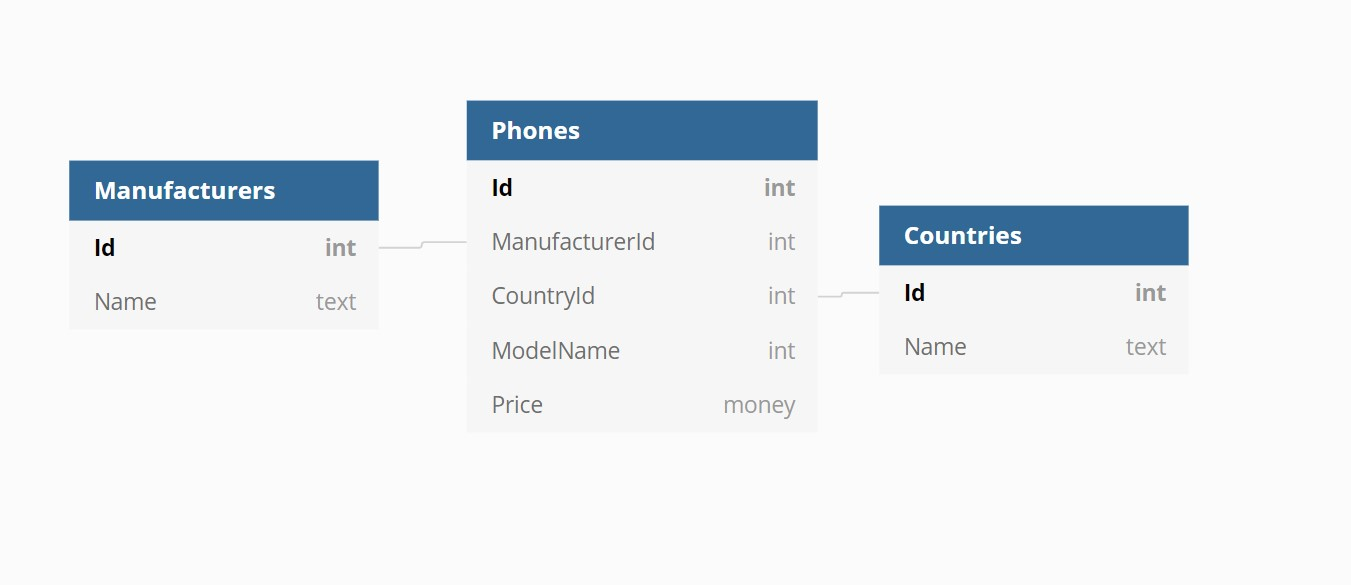 Manufacturers
Id int
Name text
Phones
Id int
ManufacturerId int
CountryId int
ModelName int
Price money
Countries
Id int
Name text